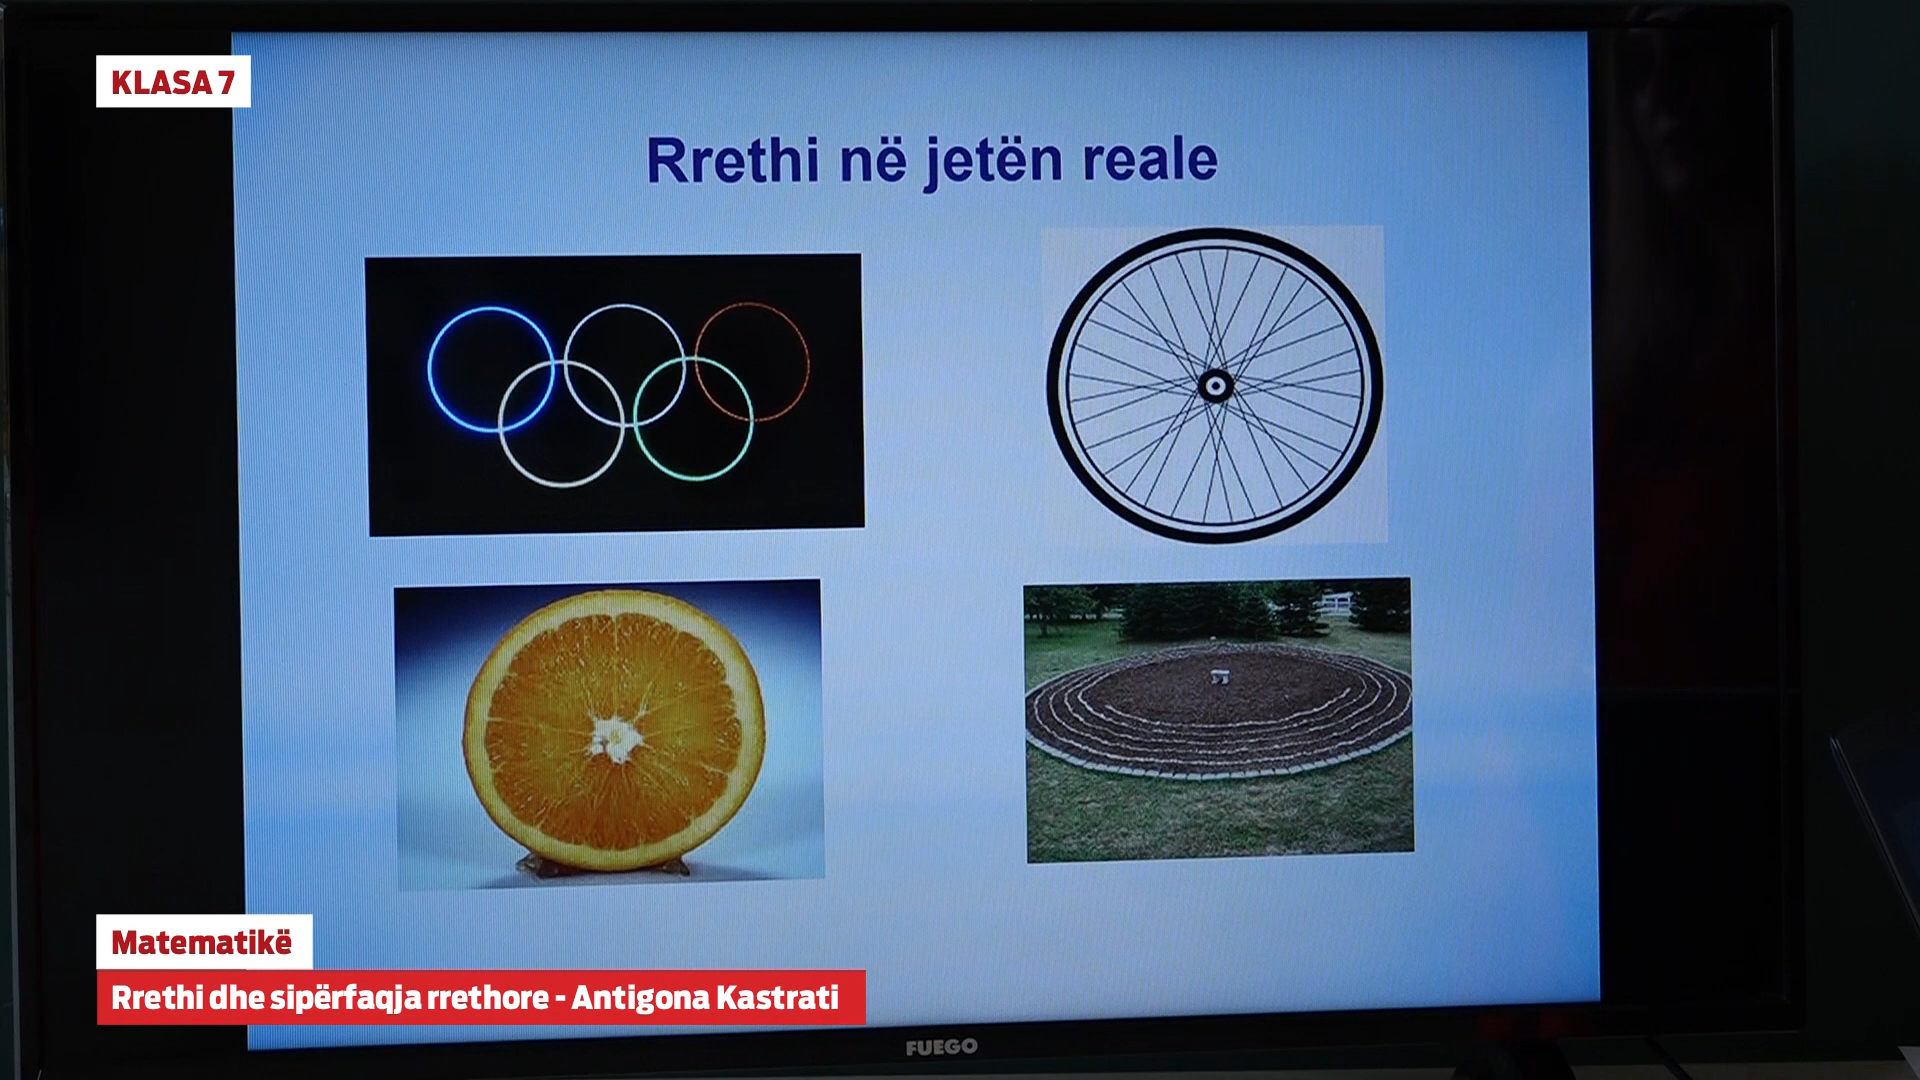 KLASA 7
Rrethi në jetën reale
Matematikë
Rrethi dhe sipërfaqja rrethore - Antigona Kastrati
FUEGO